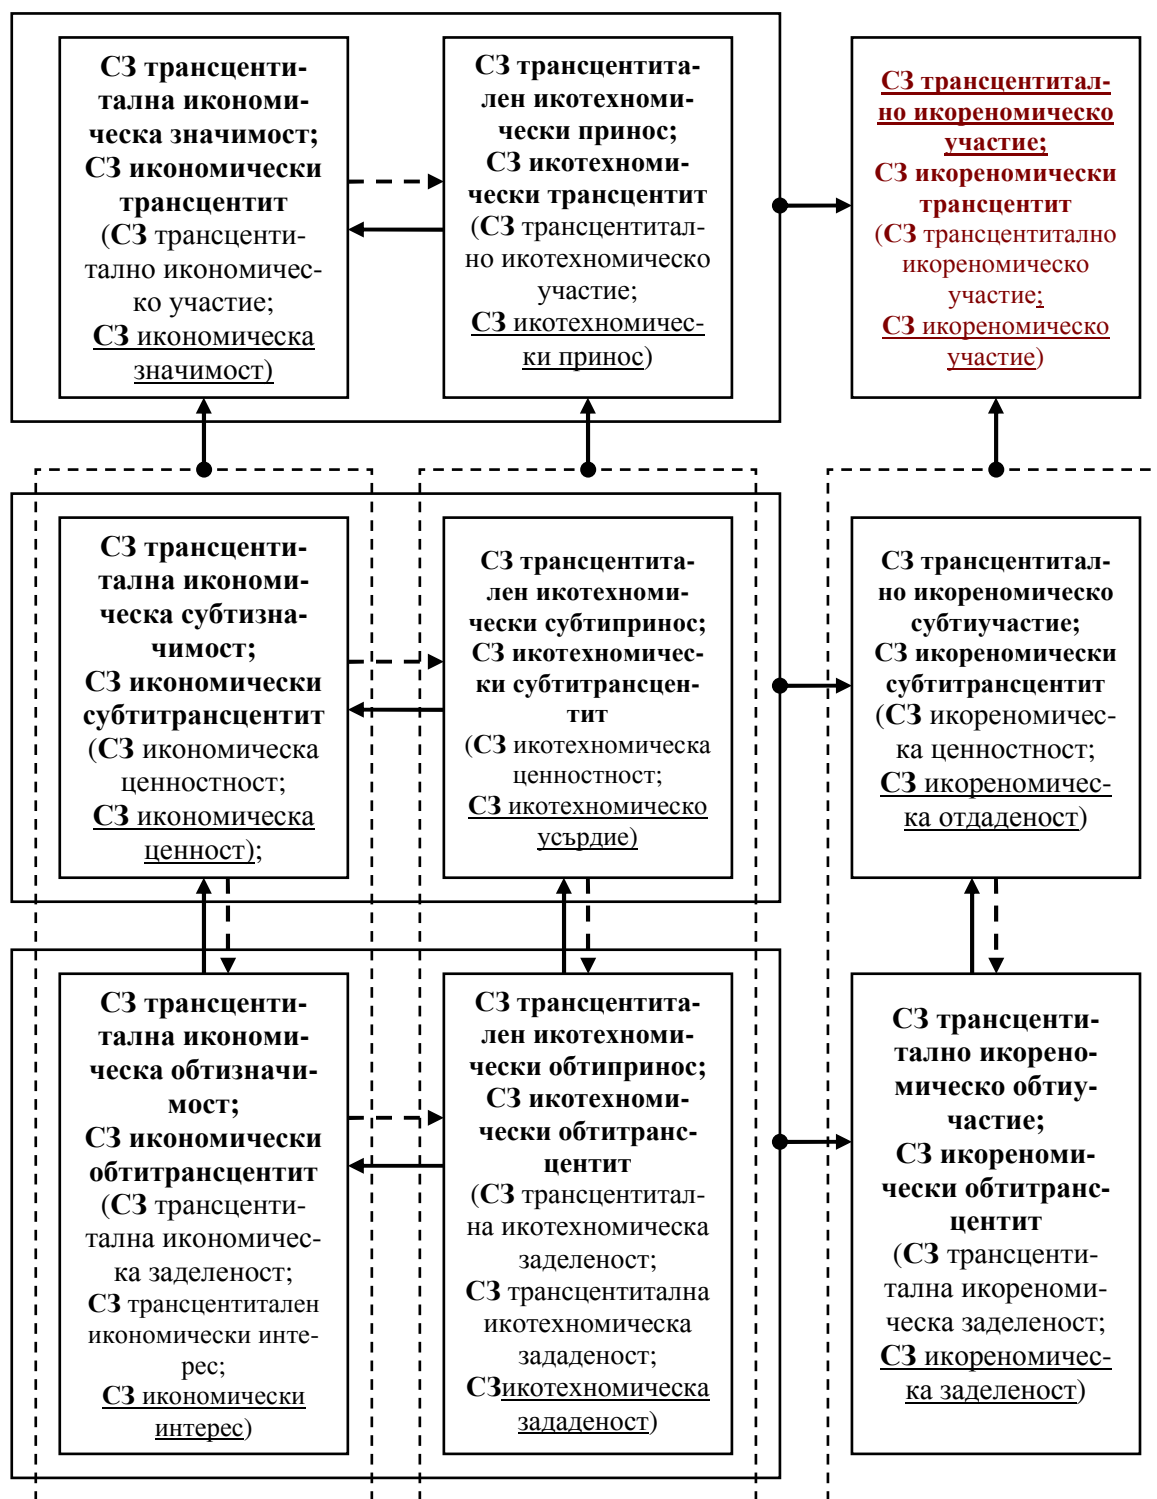 СЗ трансценти-
тална икономи-
ческа значимост;
СЗ икономически
трансцентит
(СЗ трансценти-
тално икономичес-
ко участие;
СЗ икономическа
значимост)
СЗ трансцентита-
лен икотехноми-
чески принос;
СЗ икотехноми-
чески трансцентит
(СЗ трансцентитал-
но икотехномическо
участие;
СЗ икотехномичес-
ки принос)
СЗ трансцентитал-
но икореномическо
участие;
СЗ икореномически
трансцентит
(СЗ трансцентитално
икореномическо
участие;
СЗ икореномическо
участие)
СЗ трансценти-
тална икономи-
ческа субтизна-
чимост;
СЗ икономически
субтитрансцентит
(СЗ икономическа
ценностност;
СЗ икономическа
ценност);
СЗ трансцентита-
лен икотехноми-
чески субтипринос;
СЗ икотехномичес-
ки субтитрансцен-
тит
(СЗ икотехномическа
ценностност;
СЗ икотехномическо
усърдие)
СЗ трансцентитал-
но икореномическо
субтиучастие;
СЗ икореномически
субтитрансцентит
(СЗ икореномичес-
ка ценностност;
СЗ икореномичес-
ка отдаденост)
СЗ трансценти-
тална икономи-
ческа обтизначи-
мост;
СЗ икономически
обтитрансцентит
(СЗ трансценти-
тална икономичес-
ка заделеност;
СЗ трансцентитален
икономически инте-
рес;
СЗ икономически
интерес)
СЗ трансцентита-
лен икотехноми-
чески обтипринос;
СЗ икотехноми-
чески обтитранс-
центит
(СЗ трансцентитал-
на икотехномическа
заделеност;
СЗ трансцентитална
икотехномическа
зададеност;
СЗикотехномическа
зададеност)
СЗ трансценти-
тално икорено-
мическо обтиу-
частие;
СЗ икореноми-
чески обтитранс-
центит
(СЗ трансценти-
тална икореноми-
ческа заделеност;
СЗ икореномичес-
ка заделеност)